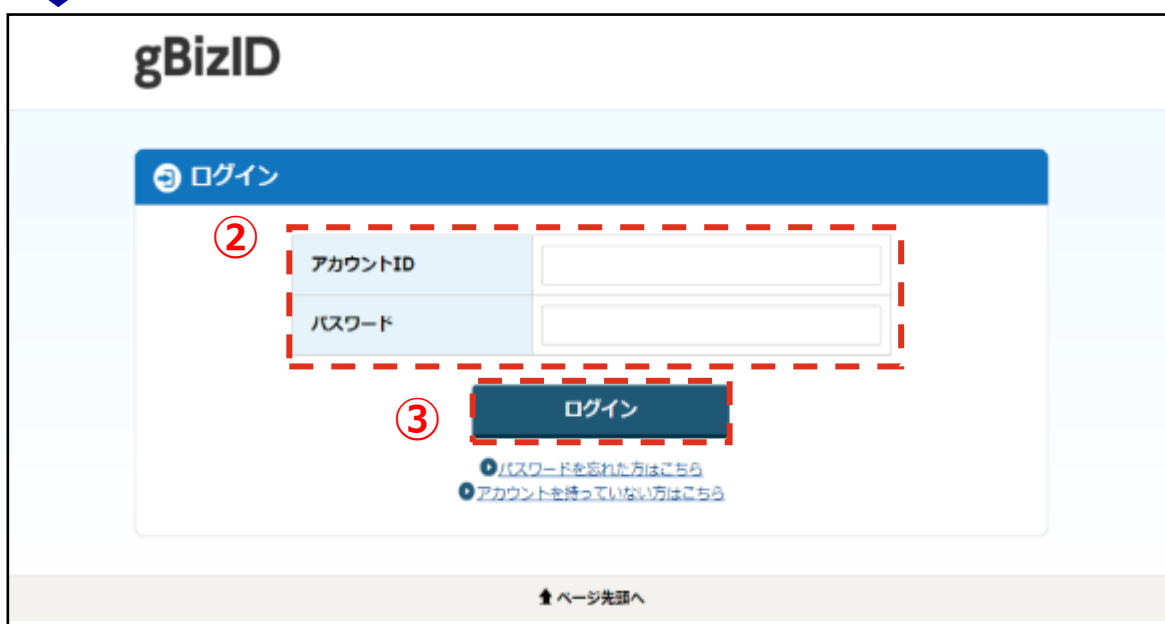 gBizID
ログイン
②
アカウントID
パスワード
③
ログイン
パスワードを忘れた方はこちら
アカウントを持っていない方はこちら
ページ先頭へ